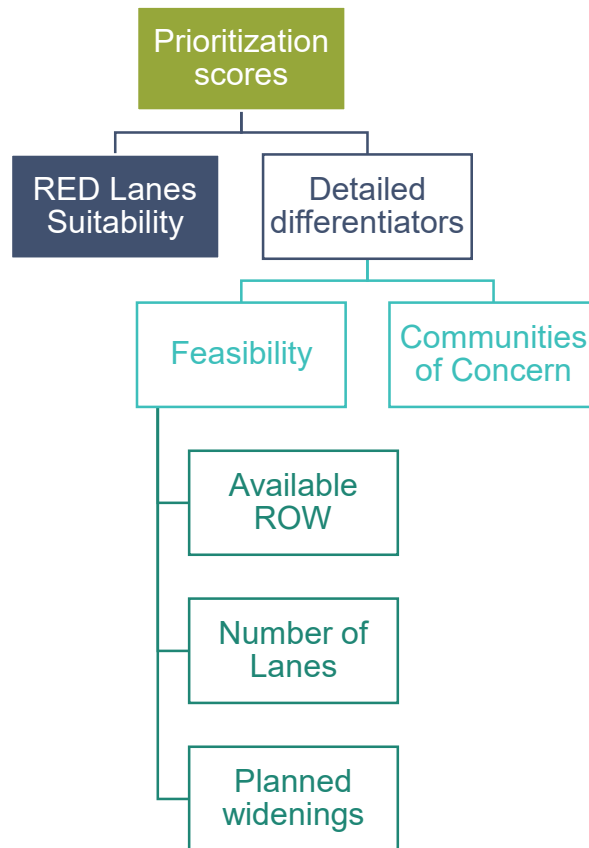 Prioritization
scores
RED Lanes
Suitability
Detailed
differentiators
Feasibility
Communities
of Concern
Available
ROW
Number of
Lanes
Planned
widenings